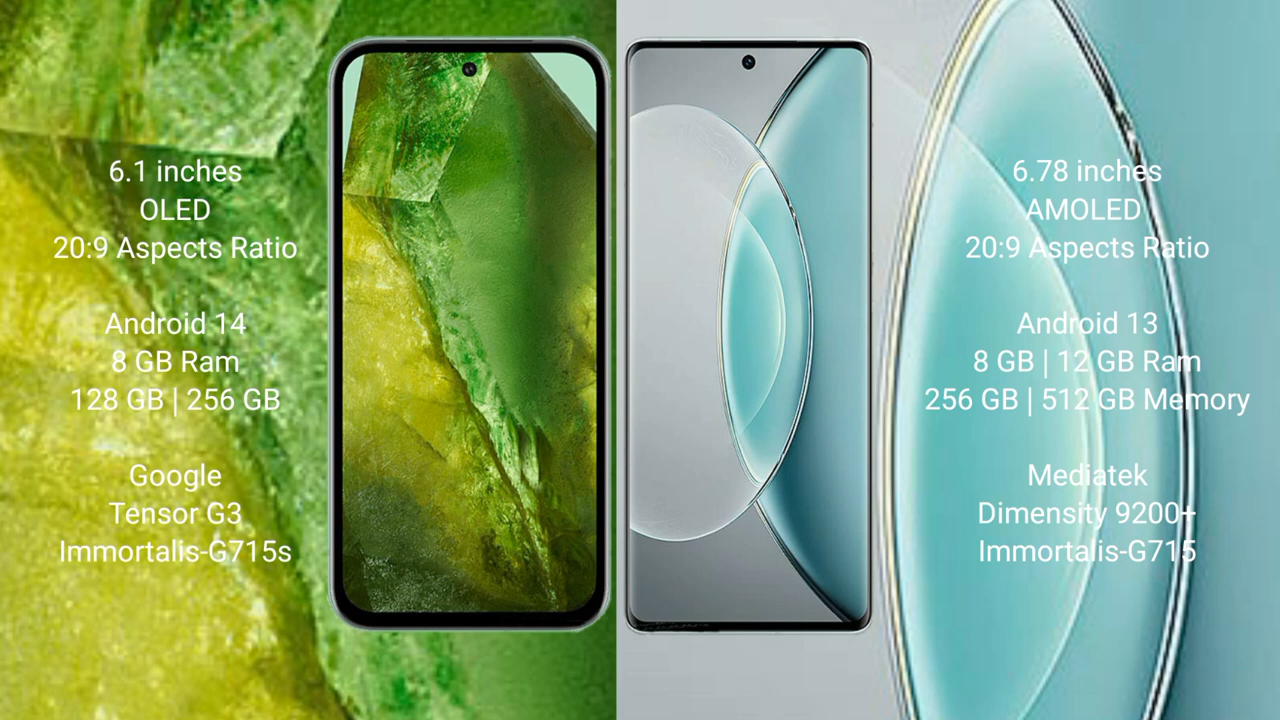 6.1 inches
OLED
20:9 Aspects Ratio
Android 14
8 GB Ram
128 GB | 256 GB
Google
Tensor G3
Immortalis-G715s
6.78 inches
AMOLED
20:9 Aspects Ratio
Android 13
8 GB | 12 GB Ram
256 GB | 512 GB Memory
Mediatek
Dimensity 9200+
Immortalis-G715